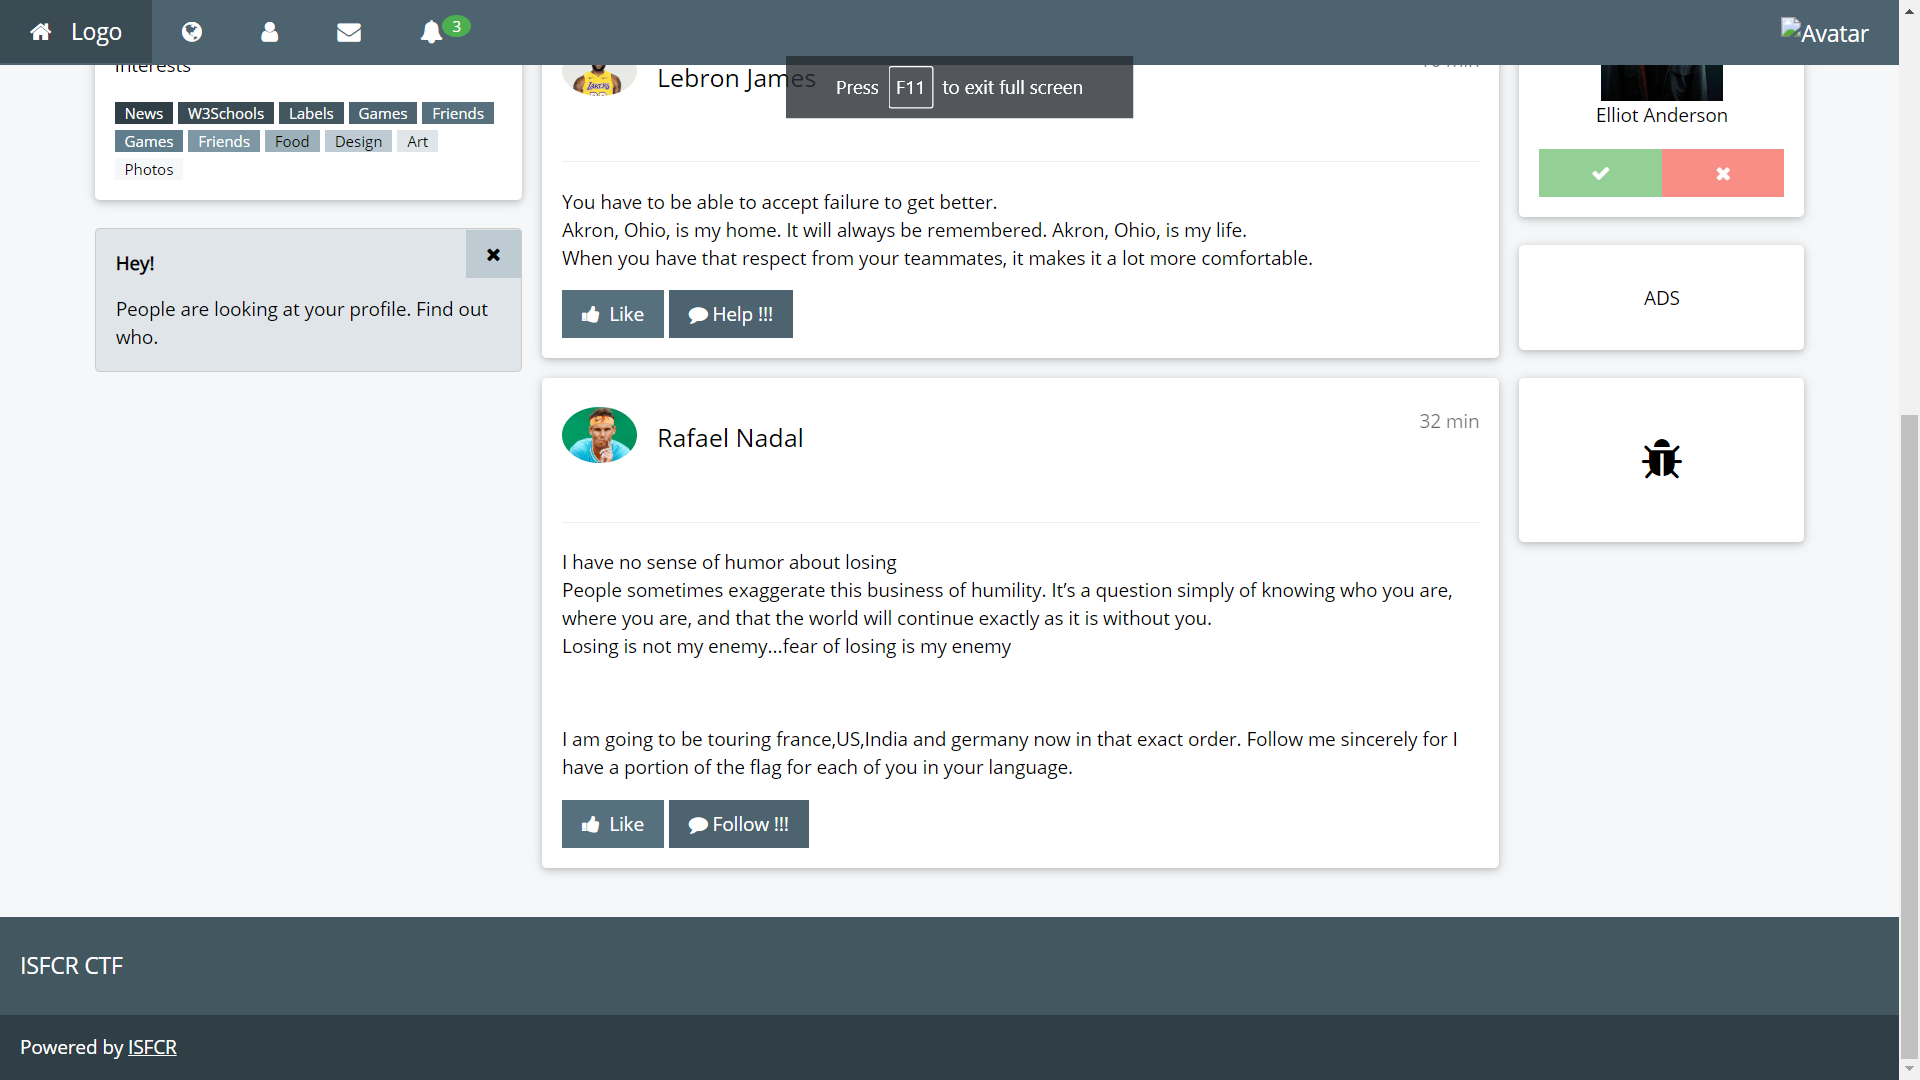 Logo
3
Avatar
Interests
News W3Schools Labels Games Friends
Games Friends Food Design Art
Photos
Hey!
People are looking at your profile. Find out
who.
Lebron James
Press F11 to exit full screen
You have to be able to accept failure to get better.
Akron, Ohio, is my home. It will always be remembered. Akron, Ohio, is my life.
When you have that respect from your teammates, it makes it a lot more comfortable.
Like
Help !!!
Rafael Nadal
32 min
I have no sense of humor about losing
People sometimes exaggerate this business of humility. It’s a question simply of knowing who you are,
where you are, and that the world will continue exactly as it is without you.
Losing is not my enemy…fear of losing is my enemy
I am going to be touring france,US,India and germany now in that exact order. Follow me sincerely for I
have a portion of the flag for each of you in your language.
Like
Follow !!!
Elliot Anderson
ADS
ISFCR CTF
Powered by ISFCR